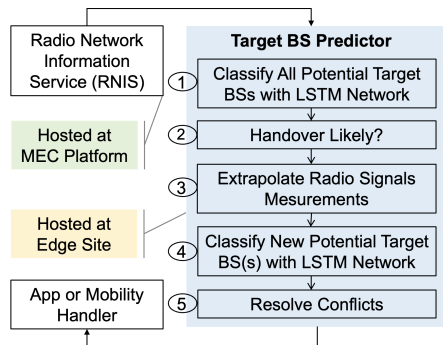 Radio Network
Information
Service (RNIS)
Hosted at
MEC Platform
Hosted at
Edge Site
App or Mobility
Handler
Target BS Predictor
1
Classify All Potential Target
BSs with LSTM Network
2
Handover Likely?
3
Extrapolate Radio Signals
Mesurements
4
Classify New Potential Target
BS(s) with LSTM Network
5
Resolve Conflicts